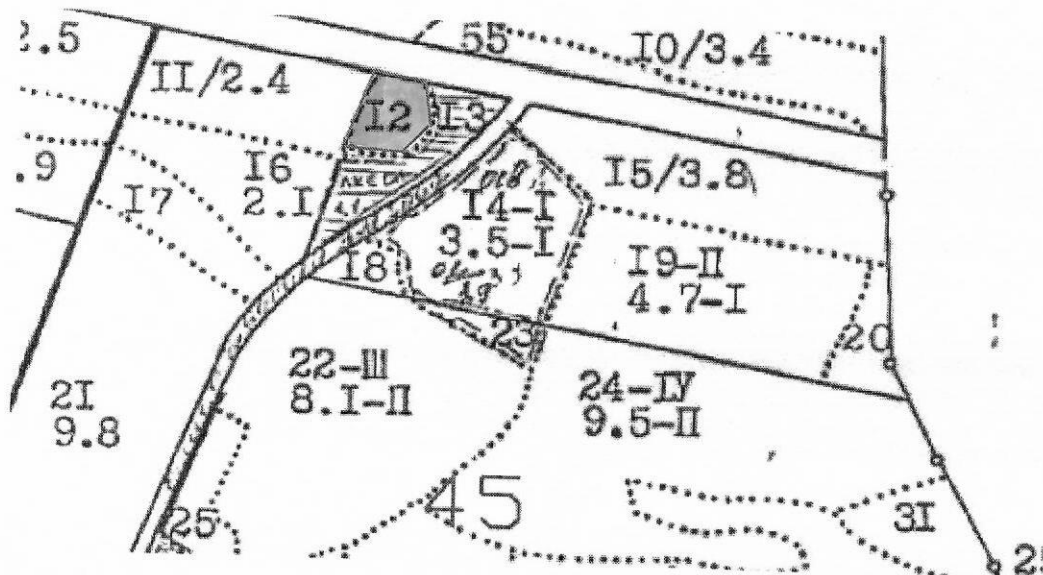 2.5
55
I0/3.4
II/2.4
I2
I3
.9
I6
2.I
I7
I5/3.8
I4-I
3.5-I
I8
I9-II
4.7-I
20
23
22-III
8.I-II
24-IУ
9.5-II
2I
9.8
45
25
3I